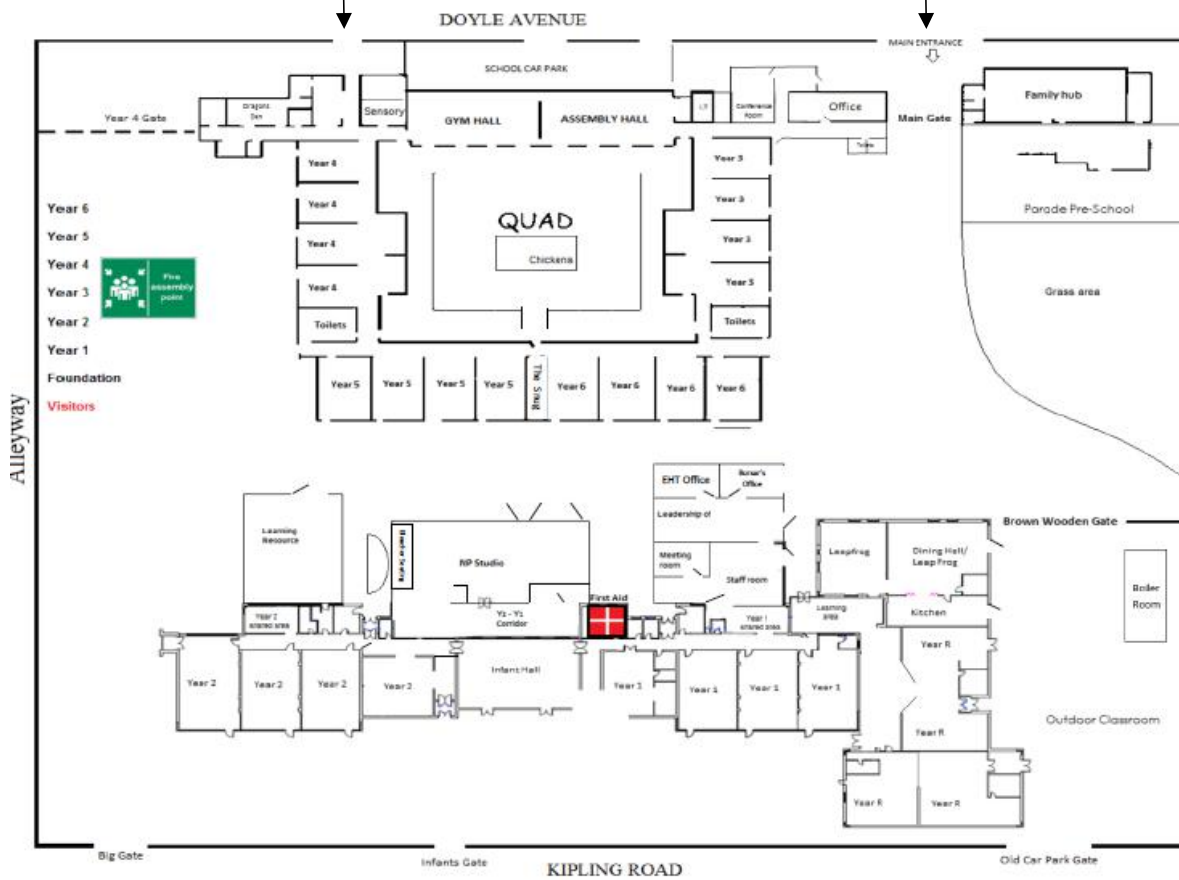 DOYLE AVENUE
MAIN ENTRANCE
SCHOOL CAR PARK
Year 4 Gate
Dragons
Den
Sensory
GYM HALL
ASSEMBLY HALL
Conference
Room
Office
Toilets
Main Gate
Family hub
Year 4
Year 4
Year 4
Year 4
Toilets
QUAD
Chickens
Year 3
Year 3
Year 3
Year 3
Toilets
Parade Pre-School
Grass area
Year 6
Year 5
Year 4
Year 3
Year 2
Year 1
Foundation
Visitors
Fire
assembly
point
Alleyway
Year 5
Year 5
Year 5
Year 5
The Snug
Year 6
Year 6
Year 6
Year 6
Learning
Resource
Bleacher Seating
NP Studio
Y2 - Y1
Corridor
First Aid
EHT Office
Bursar's
Office
Leadership of
Meeting
room
Staff room
Leapfrog
Dining Hall/
Leap Frog
Brown Wooden Gate
Boiler
Room
Kitchen
Learning
area
Year 2
shared area
Year 1
shared area
Year 2
Year 2
Year 2
Year 2
Infant Hall
Year 1
Year 1
Year 1
Year 1
Year R
Year R
Year R
Year R
Outdoor Classroom
Big Gate
Infants Gate
KIPLING ROAD
Old Car Park Gate